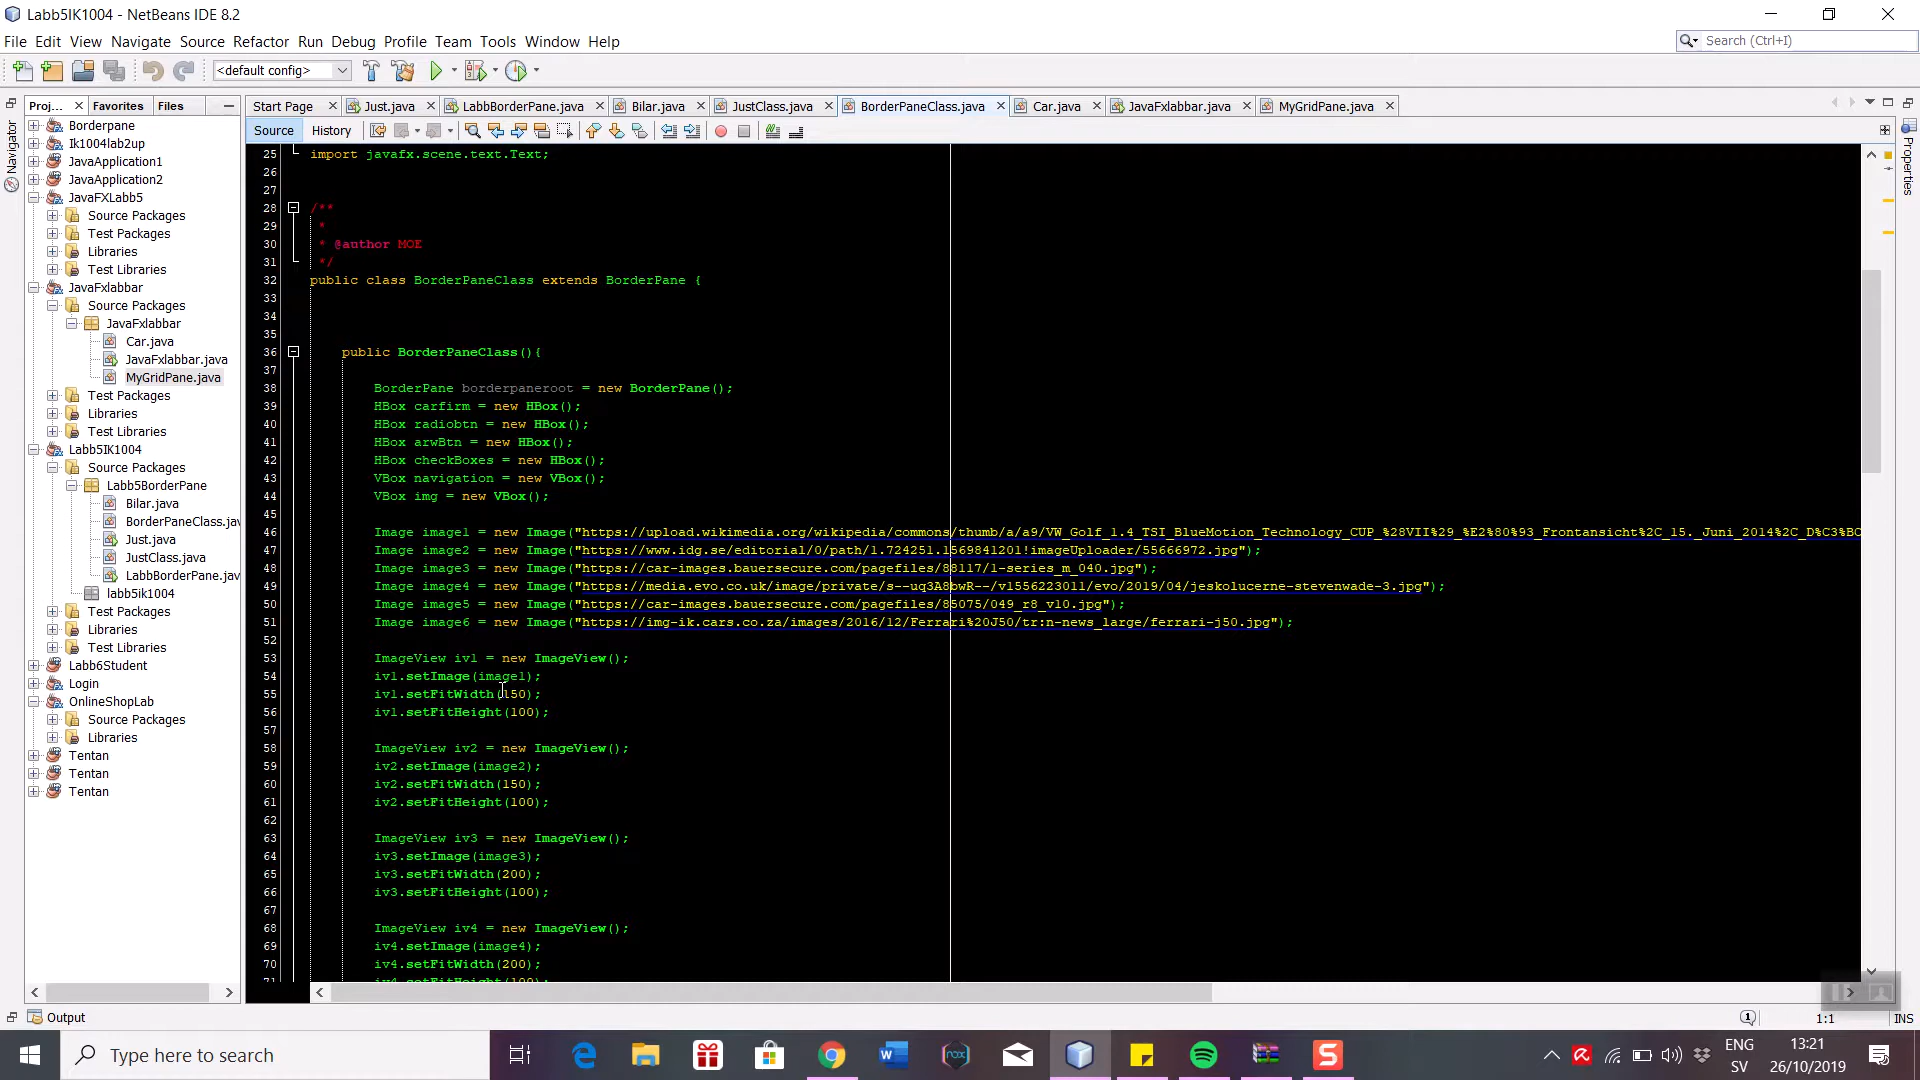 Labb5IK1004 - NetBeans IDE 8.2
File Edit View Navigate Source Refactor Run Debug Profile Team Tools Window Help
Search (Ctrl+I)
<default config>
Proj... Favorites Files
Start Page Just.java LabbBorderPane.java Bilar.java JustClass.java BorderPaneClass.java Car.java JavaFxlabbar.java MyGridPane.java
Source History
Navigator
Properties
Borderpane
Ik1004lab2up
JavaApplication1
JavaApplication2
JavaFXLabb5
Source Packages
Test Packages
Libraries
Test Libraries
JavaFxlabbar
Source Packages
JavaFxlabbar
Car.java
JavaFxlabbar.java
MyGridPane.java
Test Packages
Libraries
Test Libraries
Labb5IK1004
Source Packages
Labb5BorderPane
Bilar.java
BorderPaneClass.jav
Just.java
JustClass.java
LabbBorderPane.jav
labb5ik1004
Test Packages
Libraries
Test Libraries
Labb6Student
Login
OnlineShopLab
Source Packages
Libraries
Tentan
Tentan
Tentan
25 import javafx.scene.text.Text;
26
27
28 /**
29 *
30 * @author MOE
31 */
32 public class BorderPaneClass extends BorderPane {
33
34
35
36 public BorderPaneClass(){
37
38 BorderPane borderpaneroot = new BorderPane();
39 HBox carfirm = new HBox();
40 HBox radiobtn = new HBox();
41 HBox arwBtn = new HBox();
42 HBox checkBoxes = new HBox();
43 VBox navigation = new VBox();
44 VBox img = new VBox();
45
46 Image image1 = new Image("https://upload.wikimedia.org/wikipedia/commons/thumb/a/a9/VW_Golf_1.4_TSI_BlueMotion_Technology_CUP_%28VII%29_%E2%80%93_Frontansicht%2C_15._Juni_2014%2C_D%C3%BC
47 Image image2 = new Image("https://www.idg.se/editorial/0/path/1.724251.1569841201!imageUploader/55666972.jpg");
48 Image image3 = new Image("https://car-images.bauersecure.com/pagefiles/88117/1-series_m_040.jpg");
49 Image image4 = new Image("https://media.evo.co.uk/image/private/s--uq3A8bwR--/v1556223011/evo/2019/04/jeskolucerne-stevenwade-3.jpg");
50 Image image5 = new Image("https://car-images.bauersecure.com/pagefiles/85075/049_r8_v10.jpg");
51 Image image6 = new Image("https://img-ik.cars.co.za/images/2016/12/Ferrari%20J50/tr:n-news_large/ferrari-j50.jpg");
52
53 ImageView iv1 = new ImageView();
54 iv1.setImage(image1);
55 iv1.setFitWidth(150);
56 iv1.setFitHeight(100);
57
58 ImageView iv2 = new ImageView();
59 iv2.setImage(image2);
60 iv2.setFitWidth(150);
61 iv2.setFitHeight(100);
62
63 ImageView iv3 = new ImageView();
64 iv3.setImage(image3);
65 iv3.setFitWidth(200);
66 iv3.setFitHeight(100);
67
68 ImageView iv4 = new ImageView();
69 iv4.setImage(image4);
70 iv4.setFitWidth(200);
71 iv4.setFitHeight(100);
Output
1:1 INS
Type here to search
ENG
SV
13:21
26/10/2019